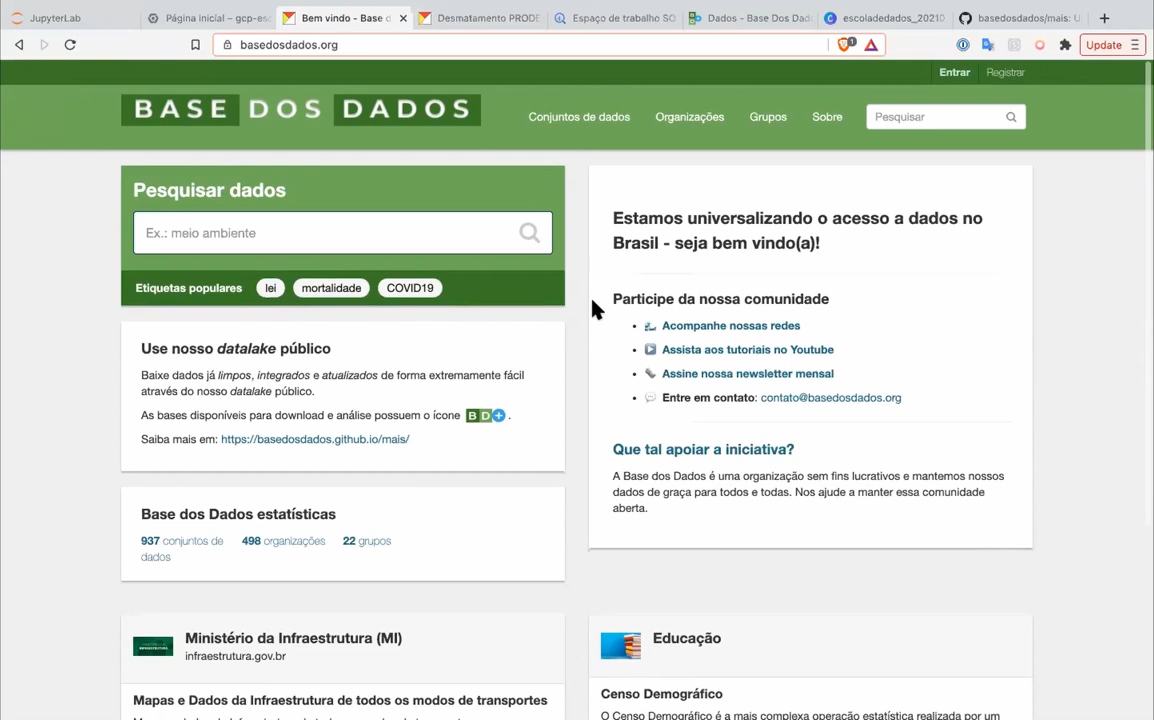 JupyterLab
Página inicial – gcp-es
Bem vindo - Base d
Desmatamento PRODE
Espaço de trabalho SQ
Dados - Base Dos Dad
escoladedados_2021
basedosdados/mais: U
basedosdados.org
1
Update
Entrar
Registrar
BASE DOS DADOS
Conjuntos de dados
Organizações
Grupos
Sobre
Pesquisar
Pesquisar dados
Ex.: meio ambiente
Etiquetas populares
lei
mortalidade
COVID19
Use nosso datalake público
Baixe dados já limpos, integrados e atualizados de forma extremamente fácil
através do nosso datalake público.
As bases disponíveis para download e análise possuem o ícone BD+ .
Saiba mais em: https://basedosdados.github.io/mais/
Base dos Dados estatísticas
937 conjuntos de
dados
498 organizações
22 grupos
Estamos universalizando o acesso a dados no
Brasil - seja bem vindo(a)!
Participe da nossa comunidade
Acompanhe nossas redes
Assista aos tutoriais no Youtube
Assine nossa newsletter mensal
Entre em contato: contato@basedosdados.org
Que tal apoiar a iniciativa?
A Base dos Dados é uma organização sem fins lucrativos e mantemos nossos
dados de graça para todos e todas. Nos ajude a manter essa comunidade
aberta.
Ministério da Infraestrutura (MI)
infraestrutura.gov.br
Mapas e Dados da Infraestrutura de todos os modos de transportes
Educação
Censo Demográfico
O Censo Demográfico é a mais complexa operação estatística realizada por um